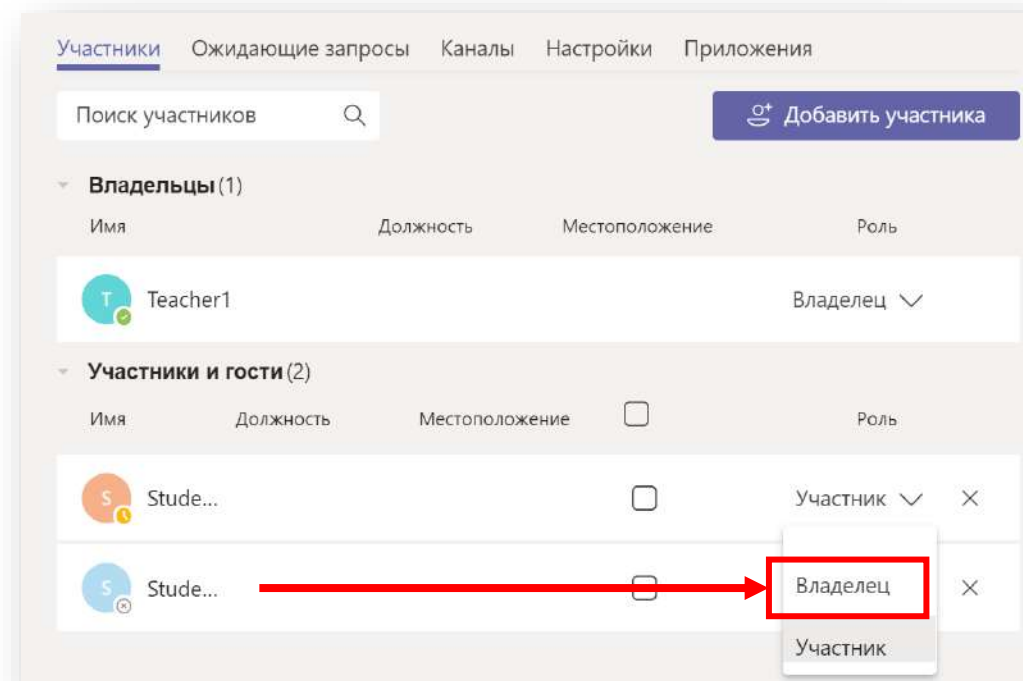 Участники Ожидающие запросы Каналы Настройки Приложения
Поиск участников Добавить участника
Владельцы (1)
Имя Должность Местоположение Роль
T Teacher1 Владелец
Участники и гости (2)
Имя Должность Местоположение Роль
S Stude... Участник
S Stude... Владелец
Участник